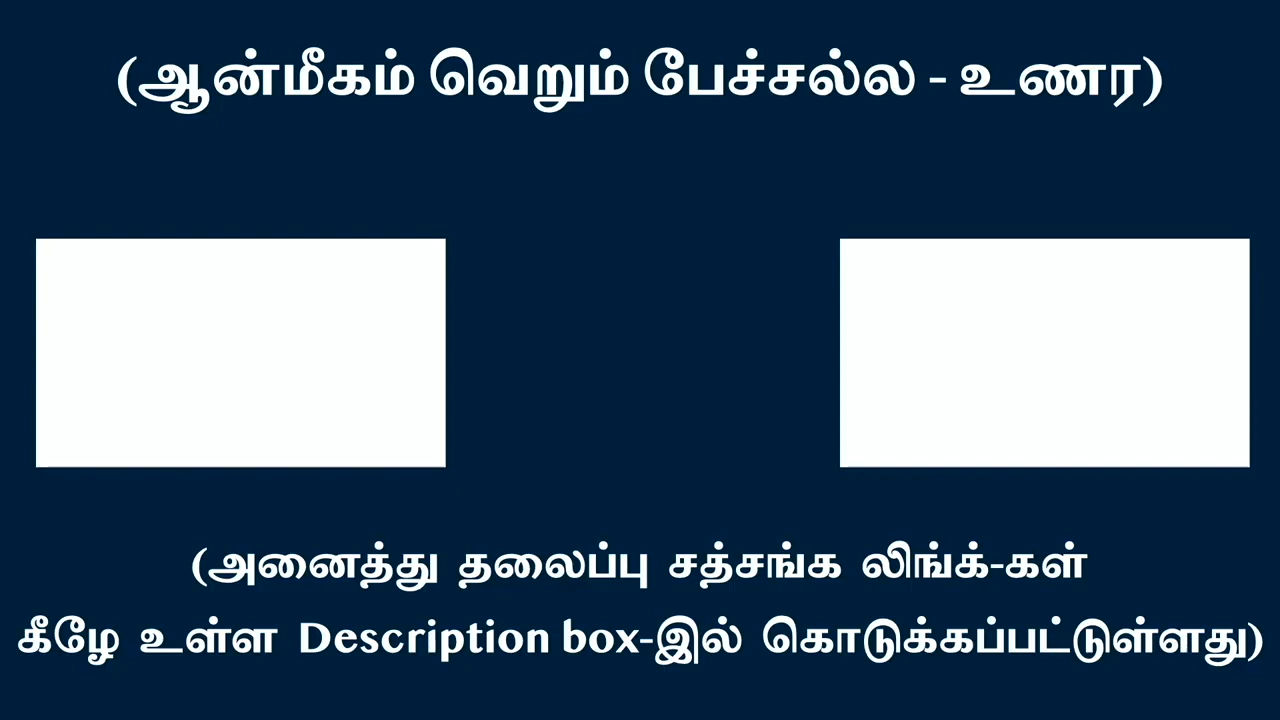 (ஆன்மீகம் வெறும் பேச்சல்ல - உணர)
(அனைத்து தலைப்பு சத்சங்க லிங்க்-கள்
கீழே உள்ள Description box-இல் கொடுக்கப்பட்டுள்ளது)